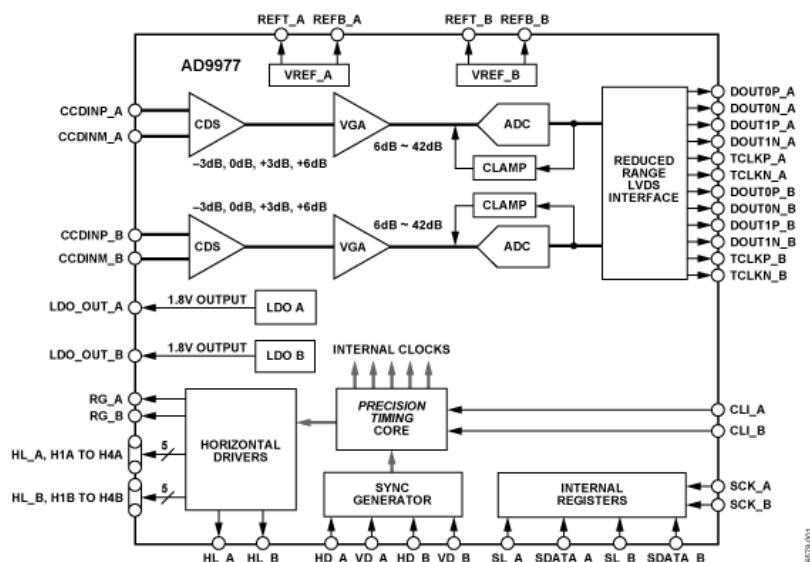 REFT_A REFB_A REFT_B REFB_B
AD9977
VREF_A VREF_B
CCDINP_A
CCDINM_A
CDS
–3dB, 0dB, +3dB, +6dB
VGA
6dB ~ 42dB
ADC
CLAMP
REDUCED
RANGE
LVDS
INTERFACE
DOUT0P_A
DOUT0N_A
DOUT1P_A
DOUT1N_A
TCLKP_A
TCLKN_A
DOUT0P_B
DOUT0N_B
DOUT1P_B
DOUT1N_B
TCLKP_B
TCLKN_B
–3dB, 0dB, +3dB, +6dB
CCDINP_B
CCDINM_B
CDS
VGA
6dB ~ 42dB
CLAMP
ADC
LDO_OUT_A
1.8V OUTPUT
LDO A
LDO_OUT_B
1.8V OUTPUT
LDO B
INTERNAL CLOCKS
RG_A
RG_B
HL_A, H1A TO H4A
5
HL_B, H1B TO H4B
5
HORIZONTAL
DRIVERS
PRECISION
TIMING
CORE
CLI_A
CLI_B
SYNC
GENERATOR
INTERNAL
REGISTERS
SCK_A
SCK_B
HL_A HL_B HD_A VD_A HD_B VD_B SL_A SDATA_A SL_B SDATA_B